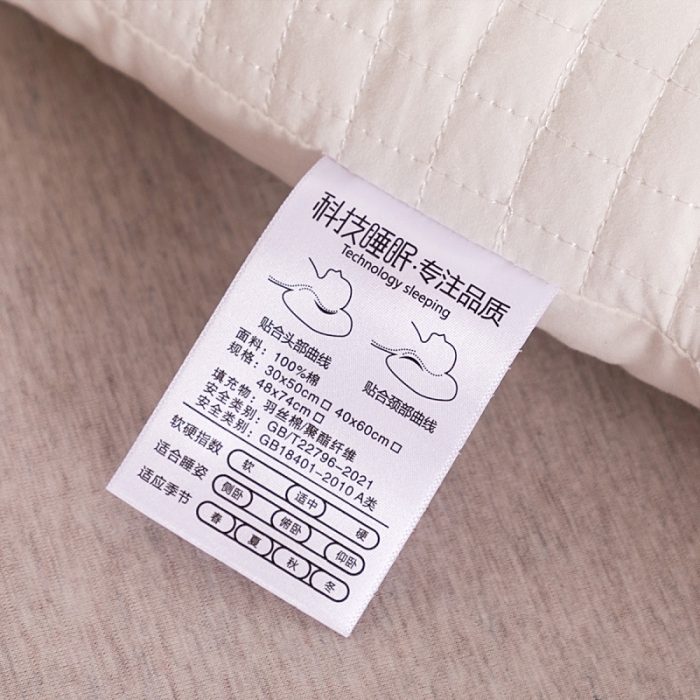 科技睡眠·专注品质
Technology sleeping
贴合头部曲线
贴合颈部曲线
面料：100%棉
规格：30x50cm□ 40x60cm□
48x74cm□
填充物：羽丝棉/聚酯纤维
安全类别：GB/T22796-2021
安全类别：GB18401-2010 A类
软硬指数 软 适中 硬
适合睡姿 侧卧 俯卧 仰卧
适应季节 春 夏 秋 冬